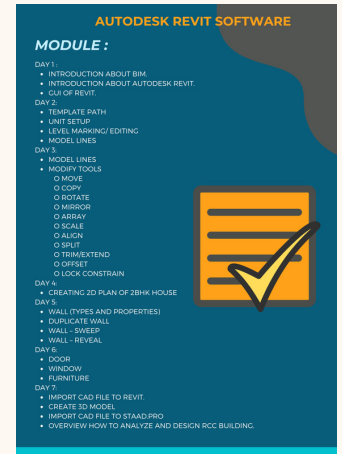 AUTODESK REVIT SOFTWARE
MODULE :
DAY 1 :
• INTRODUCTION ABOUT BIM.
• INTRODUCTION ABOUT AUTODESK REVIT.
• GUI OF REVIT.
DAY 2:
• TEMPLATE PATH
• UNIT SETUP
• LEVEL MARKING/ EDITING
• MODEL LINES
DAY 3:
• MODEL LINES
• MODIFY TOOLS
O MOVE
O COPY
O ROTATE
O MIRROR
O ARRAY
O SCALE
O ALIGN
O SPLIT
O TRIM/EXTEND
O OFFSET
O LOCK CONSTRAIN
DAY 4:
• CREATING 2D PLAN OF 2BHK HOUSE
DAY 5:
• WALL (TYPES AND PROPERTIES)
• DUPLICATE WALL
• WALL – SWEEP
• WALL – REVEAL
DAY 6:
• DOOR
• WINDOW
• FURNITURE
DAY 7:
• IMPORT CAD FILE TO REVIT.
• CREATE 3D MODEL
• IMPORT CAD FILE TO STAAD.PRO
• OVERVIEW HOW TO ANALYZE AND DESIGN RCC BUILDING.